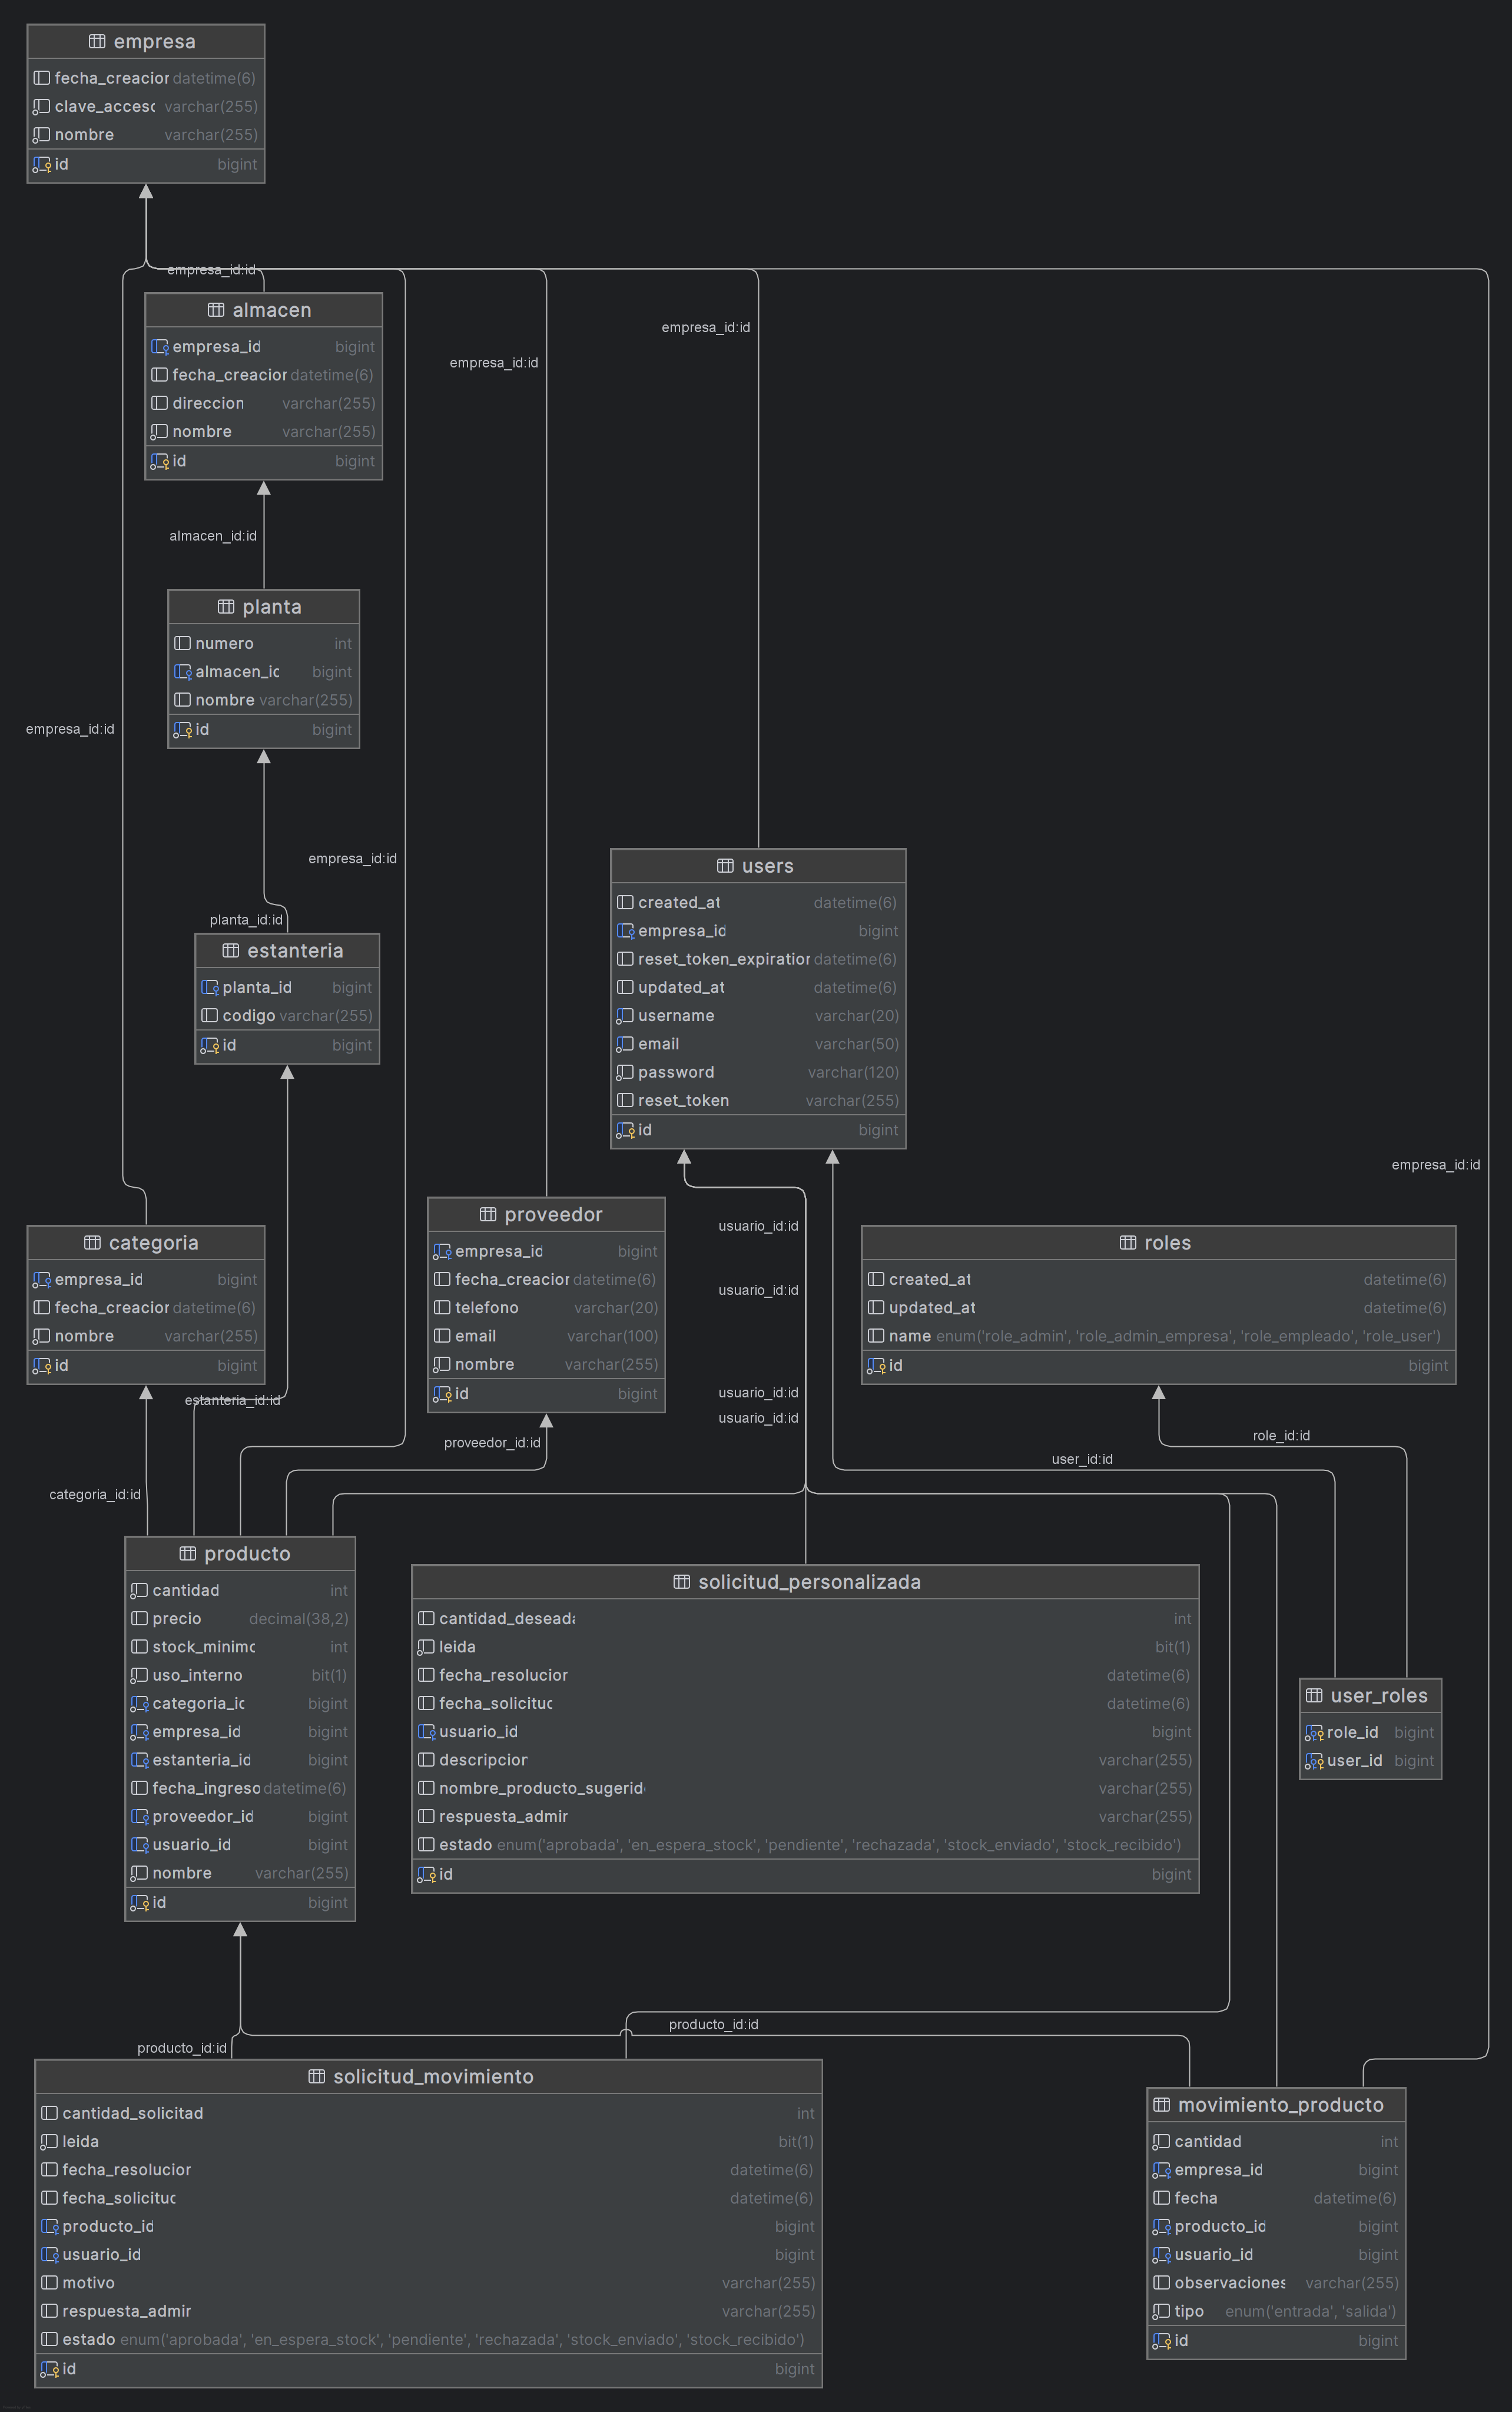 empresa
fecha_creacior datetime(6)
clave_acceso varchar(255)
nombre varchar(255)
id bigint
empresa_id:id
almacen
empresa_id bigint
fecha_creacior datetime(6)
direccion varchar(255)
nombre varchar(255)
id bigint
empresa_id:id
empresa_id:id
almacen_id:id
planta
numero int
almacen_ic bigint
nombre varchar(255)
id bigint
empresa_id:id
empresa_id:id
planta_id:id
estanteria
planta_id bigint
codigo varchar(255)
id bigint
users
created_at datetime(6)
empresa_id bigint
reset_token_expiratior datetime(6)
updated_at datetime(6)
username varchar(20)
email varchar(50)
password varchar(120)
reset_token varchar(255)
id bigint
empresa_id:id
categoria
empresa_id bigint
fecha_creacior datetime(6)
nombre varchar(255)
id bigint
proveedor
empresa_id bigint
fecha_creacior datetime(6)
telefono varchar(20)
email varchar(100)
nombre varchar(255)
id bigint
usuario_id:id
usuario_id:id
usuario_id:id
usuario_id:id
roles
created_at datetime(6)
updated_at datetime(6)
name enum('role_admin', 'role_admin_empresa', 'role_empleado', 'role_user')
id bigint
estanteria_id:id
proveedor_id:id
role_id:id
user_id:id
categoria_id:id
producto
cantidad int
precio decimal(38,2)
stock_minimo int
uso_interno bit(1)
categoria_ic bigint
empresa_id bigint
estanteria_id bigint
fecha_ingreso datetime(6)
proveedor_id bigint
usuario_id bigint
nombre varchar(255)
id bigint
solicitud_personalizada
cantidad_deseada int
leida bit(1)
fecha_resolucior datetime(6)
fecha_solicituc datetime(6)
usuario_id bigint
descripcior varchar(255)
nombre_producto_sugerido varchar(255)
respuesta_admir varchar(255)
estado enum('aprobada', 'en_espera_stock', 'pendiente', 'rechazada', 'stock_enviado', 'stock_recibido')
id bigint
user_roles
role_id bigint
user_id bigint
producto_id:id
producto_id:id
solicitud_movimiento
cantidad_solicitad int
leida bit(1)
fecha_resolucior datetime(6)
fecha_solicituc datetime(6)
producto_id bigint
usuario_id bigint
motivo varchar(255)
respuesta_admir varchar(255)
estado enum('aprobada', 'en_espera_stock', 'pendiente', 'rechazada', 'stock_enviado', 'stock_recibido')
id bigint
movimiento_producto
cantidad int
empresa_id bigint
fecha datetime(6)
producto_id bigint
usuario_id bigint
observaciones varchar(255)
tipo enum('entrada', 'salida')
id bigint